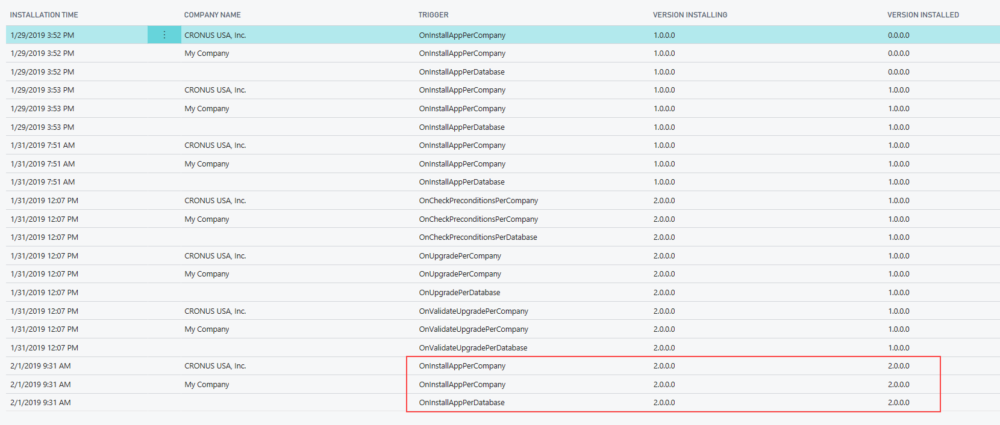 INSTALLATION TIME COMPANY NAME TRIGGER VERSION INSTALLING VERSION INSTALLED
1/29/2019 3:52 PM CRONUS USA, Inc. OnInstallAppPerCompany 1.0.0.0 0.0.0.0
1/29/2019 3:52 PM My Company OnInstallAppPerCompany 1.0.0.0 0.0.0.0
1/29/2019 3:52 PM OnInstallAppPerDatabase 1.0.0.0 0.0.0.0
1/29/2019 3:53 PM CRONUS USA, Inc. OnInstallAppPerCompany 1.0.0.0 1.0.0.0
1/29/2019 3:53 PM My Company OnInstallAppPerCompany 1.0.0.0 1.0.0.0
1/29/2019 3:53 PM OnInstallAppPerDatabase 1.0.0.0 1.0.0.0
1/31/2019 7:51 AM CRONUS USA, Inc. OnInstallAppPerCompany 1.0.0.0 1.0.0.0
1/31/2019 7:51 AM My Company OnInstallAppPerCompany 1.0.0.0 1.0.0.0
1/31/2019 7:51 AM OnInstallAppPerDatabase 1.0.0.0 1.0.0.0
1/31/2019 12:07 PM CRONUS USA, Inc. OnCheckPreconditionsPerCompany 2.0.0.0 1.0.0.0
1/31/2019 12:07 PM My Company OnCheckPreconditionsPerCompany 2.0.0.0 1.0.0.0
1/31/2019 12:07 PM OnCheckPreconditionsPerDatabase 2.0.0.0 1.0.0.0
1/31/2019 12:07 PM CRONUS USA, Inc. OnUpgradePerCompany 2.0.0.0 1.0.0.0
1/31/2019 12:07 PM My Company OnUpgradePerCompany 2.0.0.0 1.0.0.0
1/31/2019 12:07 PM OnUpgradePerDatabase 2.0.0.0 1.0.0.0
1/31/2019 12:07 PM CRONUS USA, Inc. OnValidateUpgradePerCompany 2.0.0.0 1.0.0.0
1/31/2019 12:07 PM My Company OnValidateUpgradePerCompany 2.0.0.0 1.0.0.0
1/31/2019 12:07 PM OnValidateUpgradePerDatabase 2.0.0.0 1.0.0.0
2/1/2019 9:31 AM CRONUS USA, Inc. OnInstallAppPerCompany 2.0.0.0 2.0.0.0
2/1/2019 9:31 AM My Company OnInstallAppPerCompany 2.0.0.0 2.0.0.0
2/1/2019 9:31 AM OnInstallAppPerDatabase 2.0.0.0 2.0.0.0